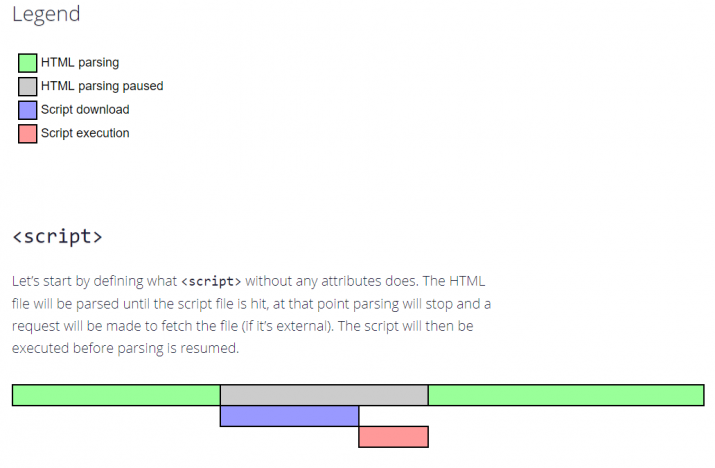 Legend
HTML parsing
HTML parsing paused
Script download
Script execution
<script>
Let's start by defining what <script> without any attributes does. The HTML
file will be parsed until the script file is hit, at that point parsing will stop and a
request will be made to fetch the file (if it's external). The script will then be
executed before parsing is resumed.